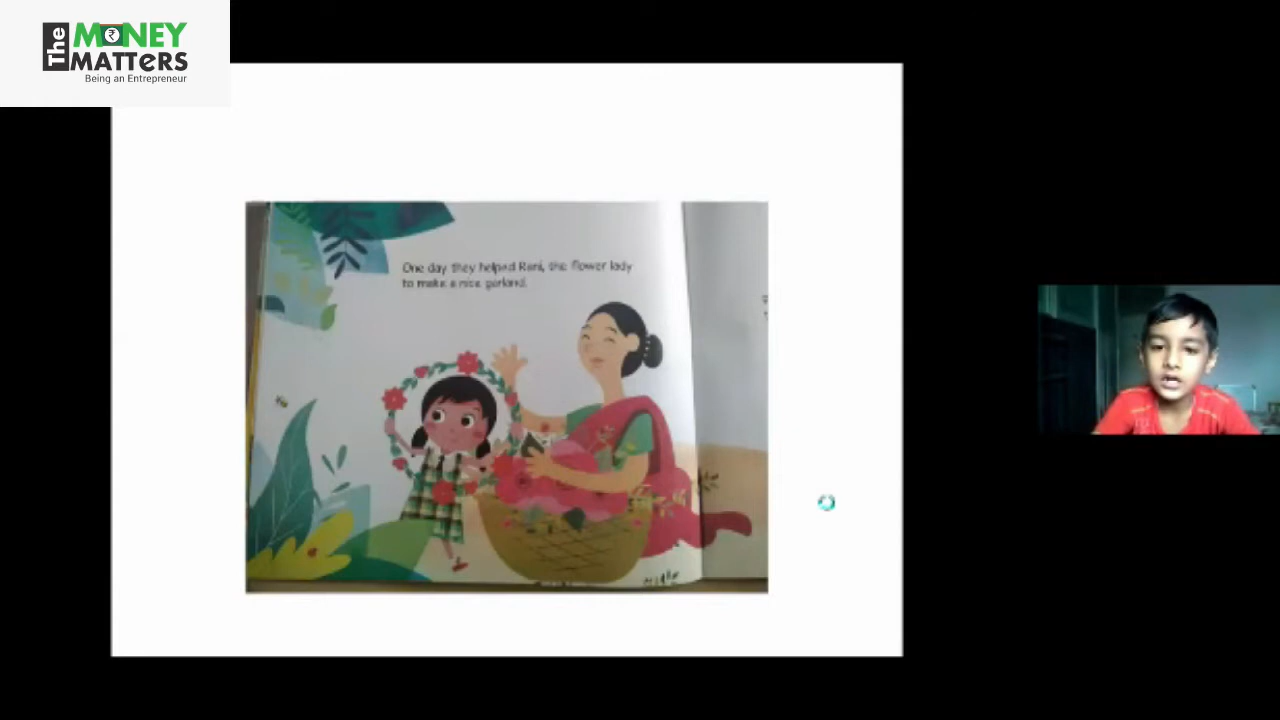 The MONEY
MATTERS
Being an Entrepreneur
One day they helped Rani, the flower lady
to make a nice garland.